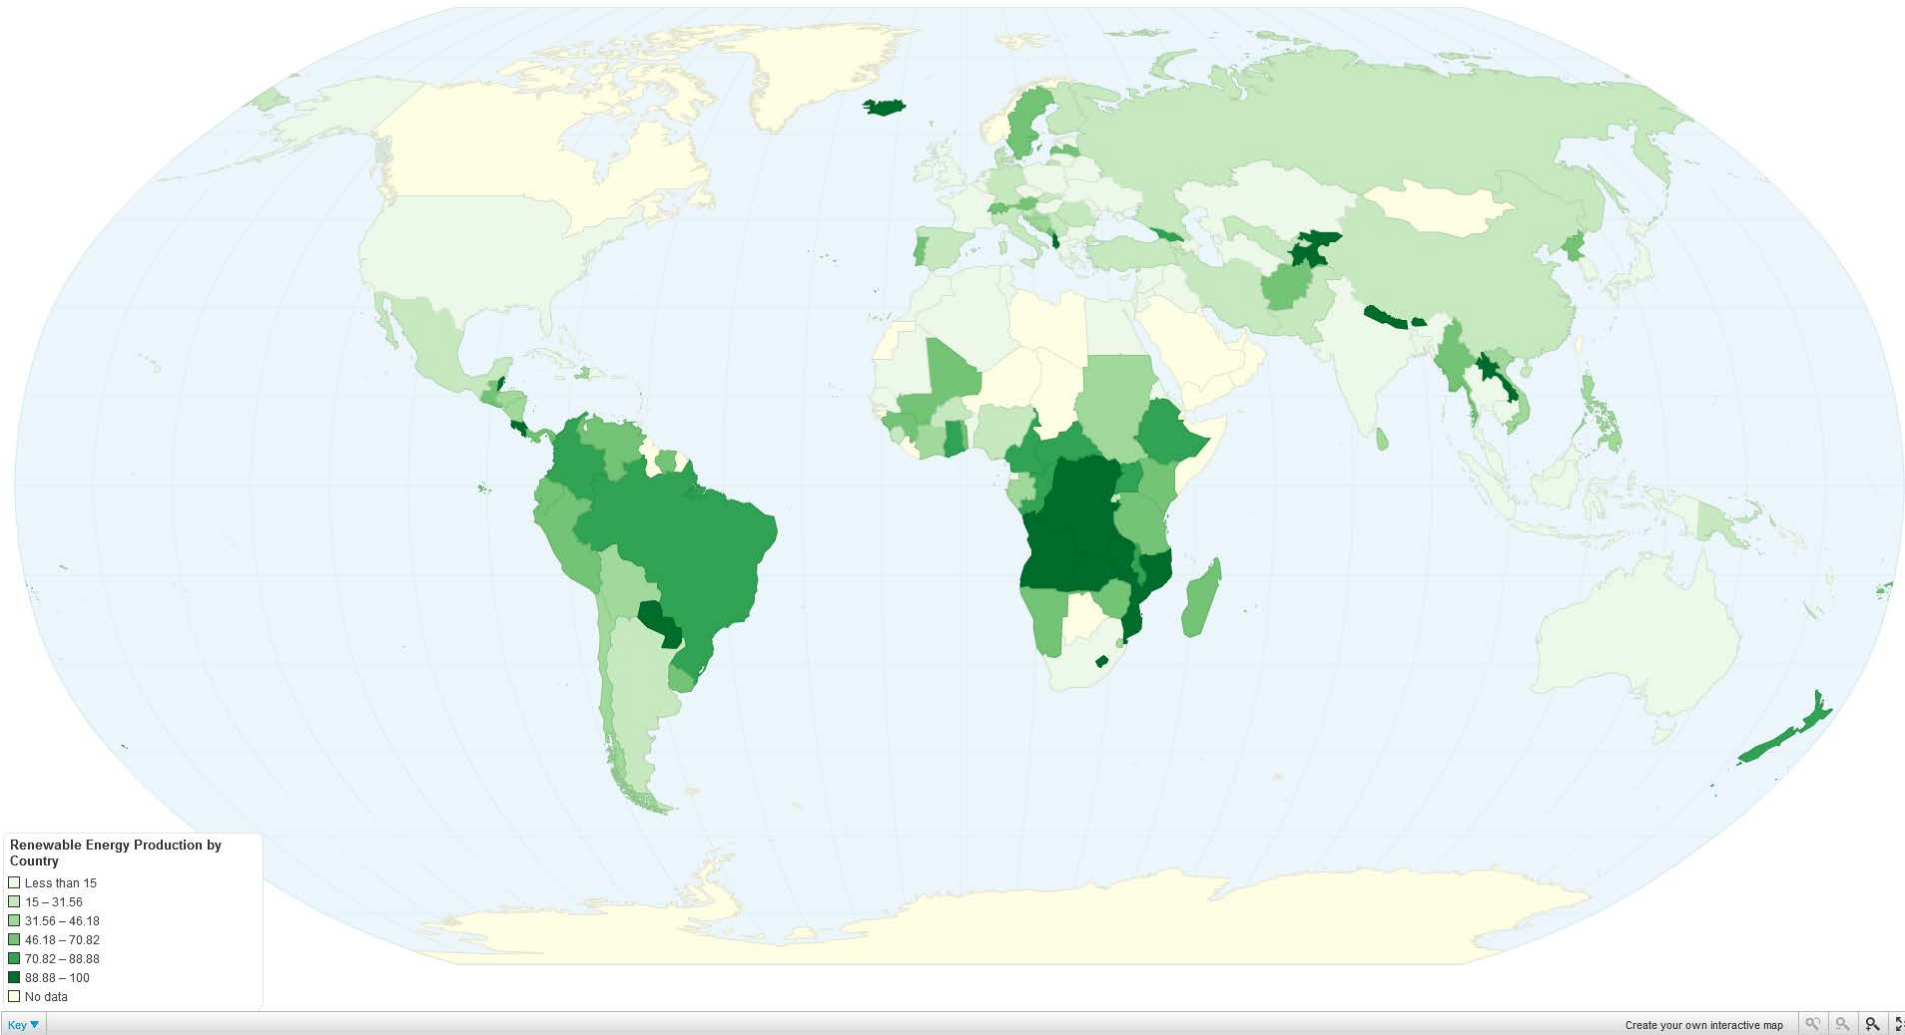 Renewable Energy Production by
Country
Less than 15
15 – 31.56
31.56 – 46.18
46.18 – 70.82
70.82 – 88.88
88.88 – 100
No data
Key ▼
Create your own interactive map